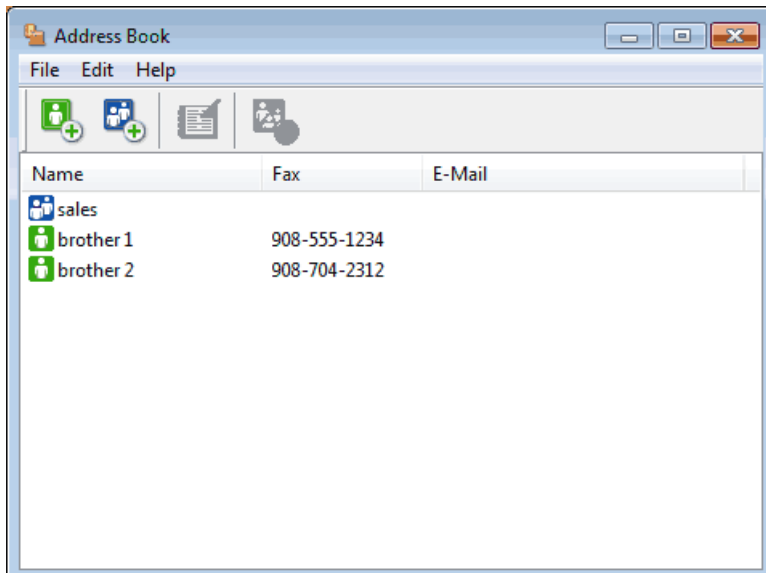 Address Book
File Edit Help
Name Fax E-Mail
sales
brother 1 908-555-1234
brother 2 908-704-2312